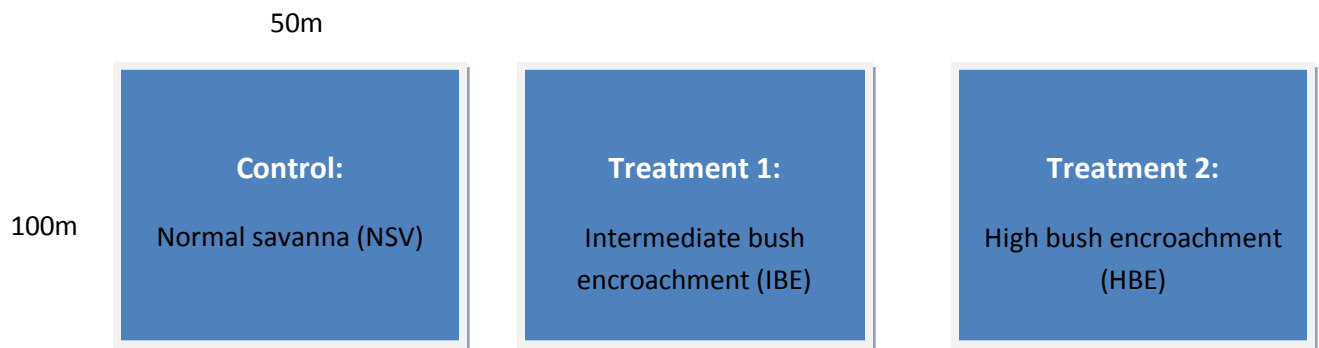 50m
100m
Control:
Normal savanna (NSV)
Treatment 1:
Intermediate bush
encroachment (IBE)
Treatment 2:
High bush encroachment
(HBE)